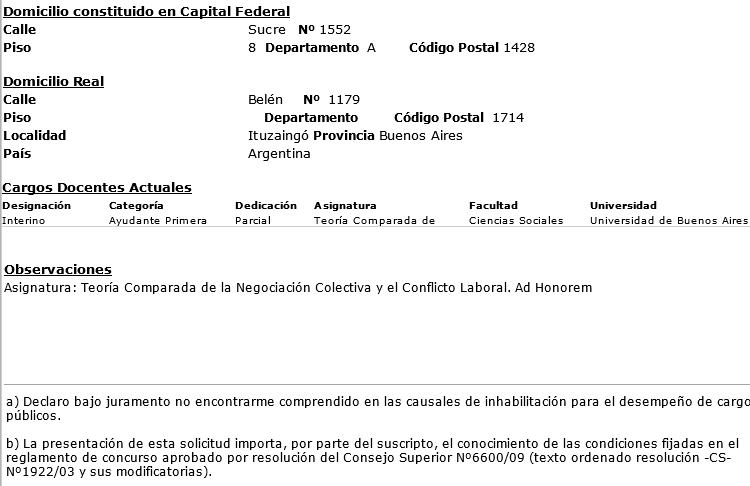 Domicilio constituido en Capital Federal
Calle Sucre Nº 1552
Piso 8 Departamento A Código Postal 1428
Domicilio Real
Calle Belén Nº 1179
Piso Departamento Código Postal 1714
Localidad Ituzaingó Provincia Buenos Aires
País Argentina
Cargos Docentes Actuales
Designación Categoría Dedicación Asignatura Facultad Universidad
Interino Ayudante Primera Parcial Teoría Comparada de Ciencias Sociales Universidad de Buenos Aires
Observaciones
Asignatura: Teoría Comparada de la Negociación Colectiva y el Conflicto Laboral. Ad Honorem
a) Declaro bajo juramento no encontrarme comprendido en las causales de inhabilitación para el desempeño de cargo
públicos.
b) La presentación de esta solicitud importa, por parte del suscripto, el conocimiento de las condiciones fijadas en el
reglamento de concurso aprobado por resolución del Consejo Superior Nº6600/09 (texto ordenado resolución -CS-
Nº1922/03 y sus modificatorias).